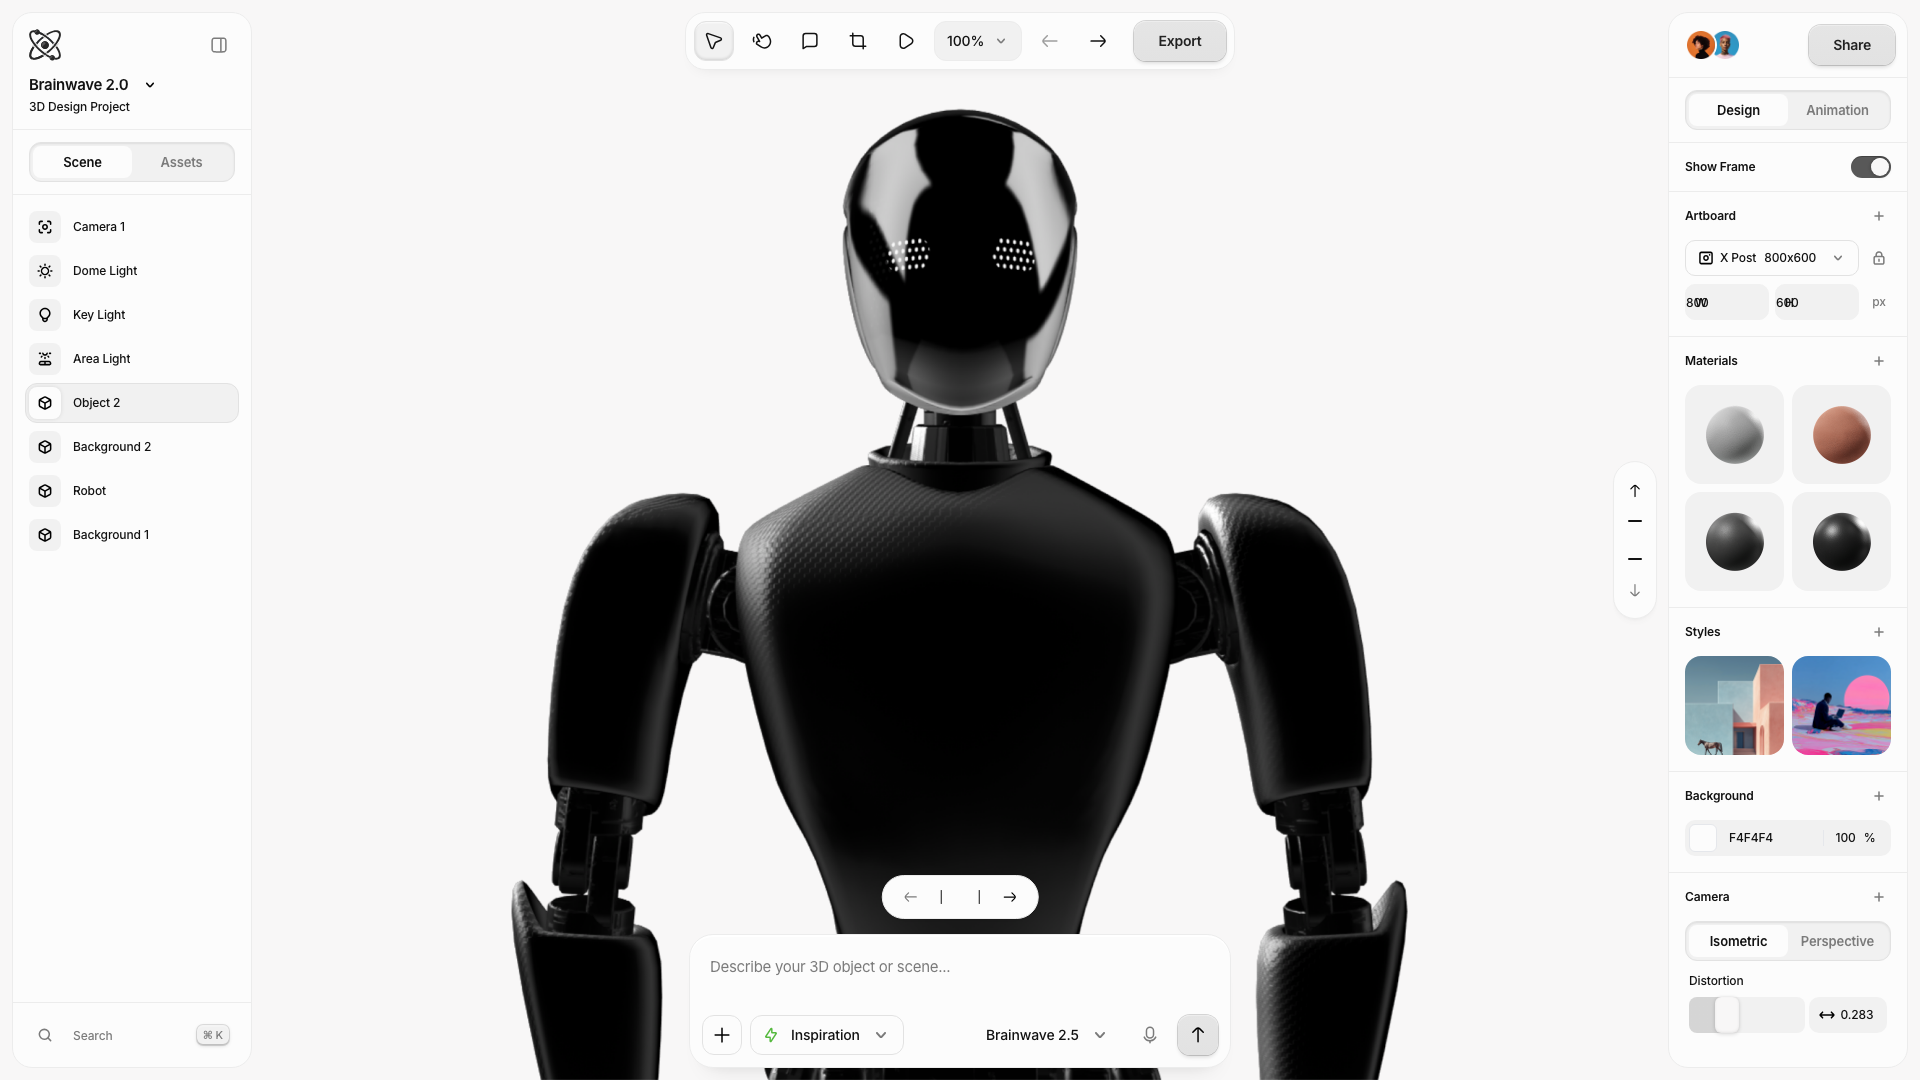 Brainwave 2.0
3D Design Project
Scene
Assets
Camera 1
Dome Light
Key Light
Area Light
Object 2
Background 2
Robot
Background 1
Search
⌘ K
100%
Export
Describe your 3D object or scene...
Inspiration
Brainwave 2.5
Share
Design
Animation
Show Frame
Artboard
X Post 800x600
800 W
600 H
px
Materials
Styles
Background
F4F4F4
100 %
Camera
Isometric
Perspective
Distortion
0.283